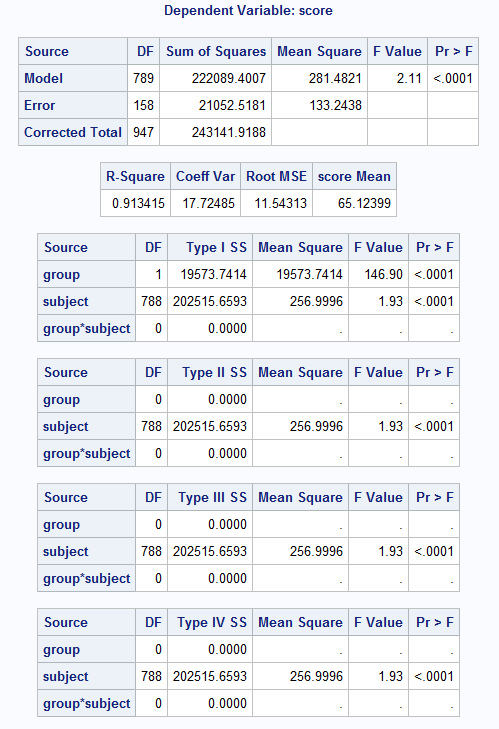 Dependent Variable: score
Source DF Sum of Squares Mean Square F Value Pr > F
Model 789 222089.4007 281.4821 2.11 <.0001
Error 158 21052.5181 133.2438
Corrected Total 947 243141.9188
R-Square Coeff Var Root MSE score Mean
0.913415 17.72485 11.54313 65.12399
Source DF Type I SS Mean Square F Value Pr > F
group 1 19573.7414 19573.7414 146.90 <.0001
subject 788 202515.6593 256.9996 1.93 <.0001
group*subject 0 0.0000 . . .
Source DF Type II SS Mean Square F Value Pr > F
group 0 0.0000 . . .
subject 788 202515.6593 256.9996 1.93 <.0001
group*subject 0 0.0000 . . .
Source DF Type III SS Mean Square F Value Pr > F
group 0 0.0000 . . .
subject 788 202515.6593 256.9996 1.93 <.0001
group*subject 0 0.0000 . . .
Source DF Type IV SS Mean Square F Value Pr > F
group 0 0.0000 . . .
subject 788 202515.6593 256.9996 1.93 <.0001
group*subject 0 0.0000 . . .